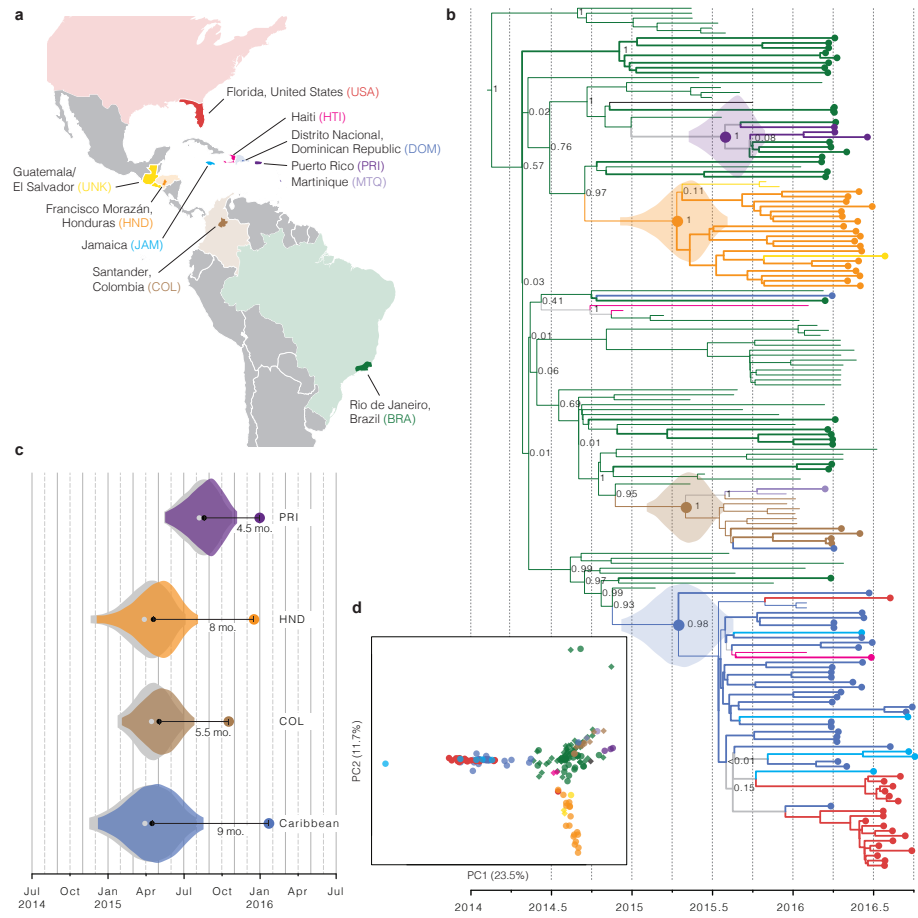 a
Florida, United States (USA)
Haiti (HTI)
Distrito Nacional,
Dominican Republic (DOM)
Puerto Rico (PRI)
Martinique (MTQ)
Guatemala/
El Salvador (UNK)
Francisco Morazán,
Honduras (HND)
Jamaica (JAM)
Santander,
Colombia (COL)
Rio de Janeiro,
Brazil (BRA)
b
1
1
1
0.02
1
0.76
1
0.08
0.57
0.97
0.11
1
0.03
0.41
1
0.01
0.06
0.69
0.01
0.01
1
0.95
1
1
0.99
0.97
0.99
0.93
0.98
<0.01
0.15
2014
2014.5
2015
2015.5
2016
2016.5
c
PRI
4.5 mo.
HND
8 mo.
COL
5.5 mo.
Caribbean
9 mo.
Jul
Oct
Jan
Apr
Jul
Oct
Jan
Apr
Jul
2014
2015
2016
d
PC2 (11.7%)
PC1 (23.5%)